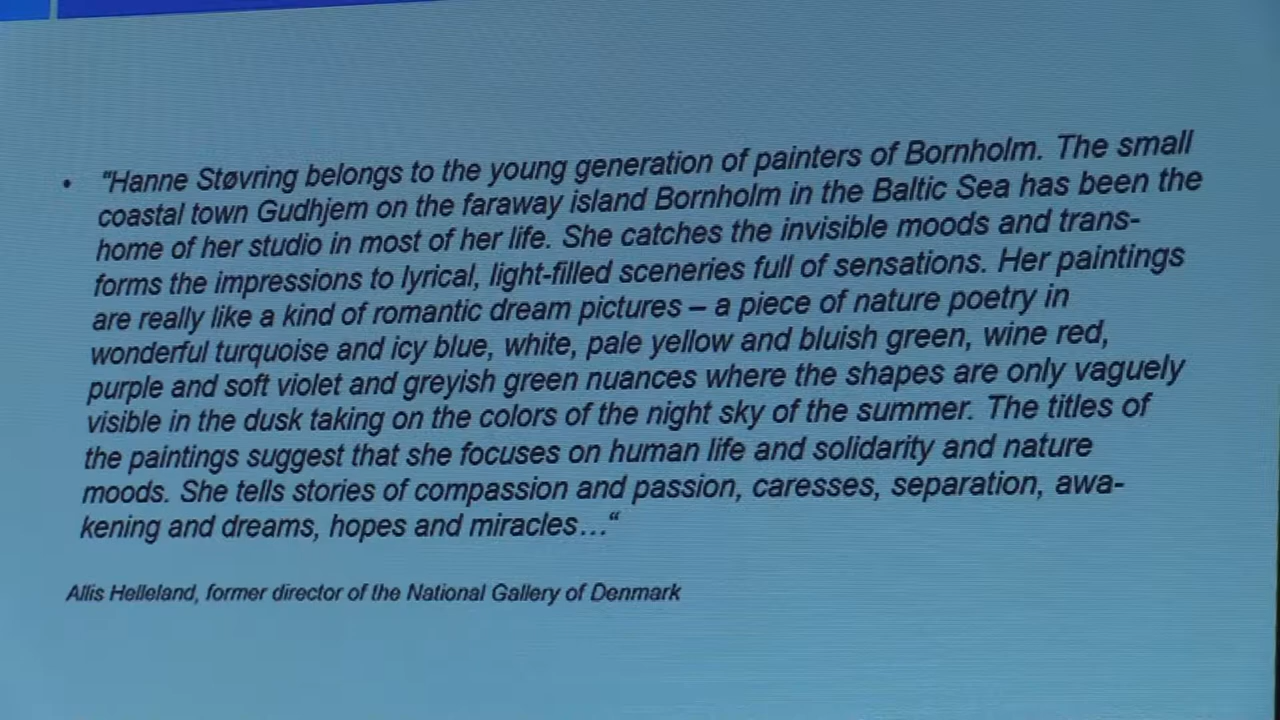 • "Hanne Støvring belongs to the young generation of painters of Bornholm. The small
coastal town Gudhjem on the faraway island Bornholm in the Baltic Sea has been the
home of her studio in most of her life. She catches the invisible moods and trans-
forms the impressions to lyrical, light-filled sceneries full of sensations. Her paintings
are really like a kind of romantic dream pictures – a piece of nature poetry in
wonderful turquoise and icy blue, white, pale yellow and bluish green, wine red,
purple and soft violet and greyish green nuances where the shapes are only vaguely
visible in the dusk taking on the colors of the night sky of the summer. The titles of
the paintings suggest that she focuses on human life and solidarity and nature
moods. She tells stories of compassion and passion, caresses, separation, awa-
kening and dreams, hopes and miracles…“
Allis Helleland, former director of the National Gallery of Denmark